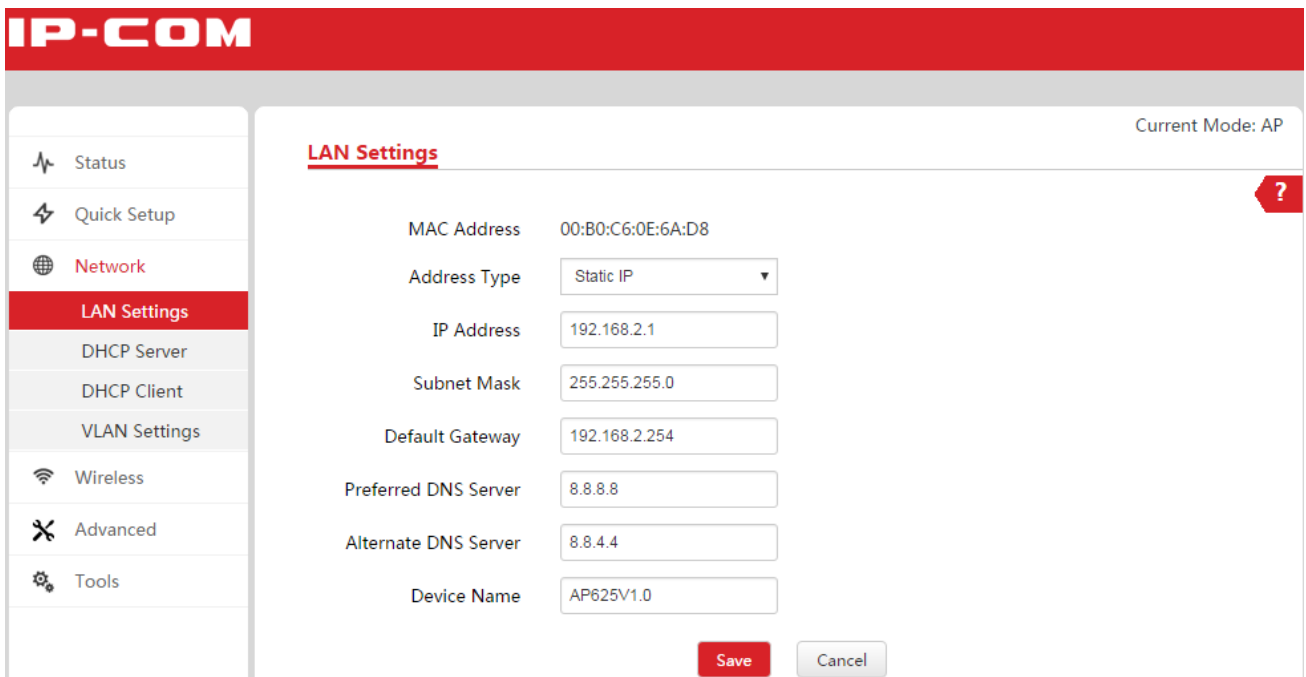 IP-COM
Current Mode: AP
LAN Settings
?
Status
Quick Setup
Network
LAN Settings
DHCP Server
DHCP Client
VLAN Settings
Wireless
Advanced
Tools
MAC Address 00:B0:C6:0E:6A:D8
Address Type Static IP
IP Address 192.168.2.1
Subnet Mask 255.255.255.0
Default Gateway 192.168.2.254
Preferred DNS Server 8.8.8.8
Alternate DNS Server 8.8.4.4
Device Name AP625V1.0
Save Cancel